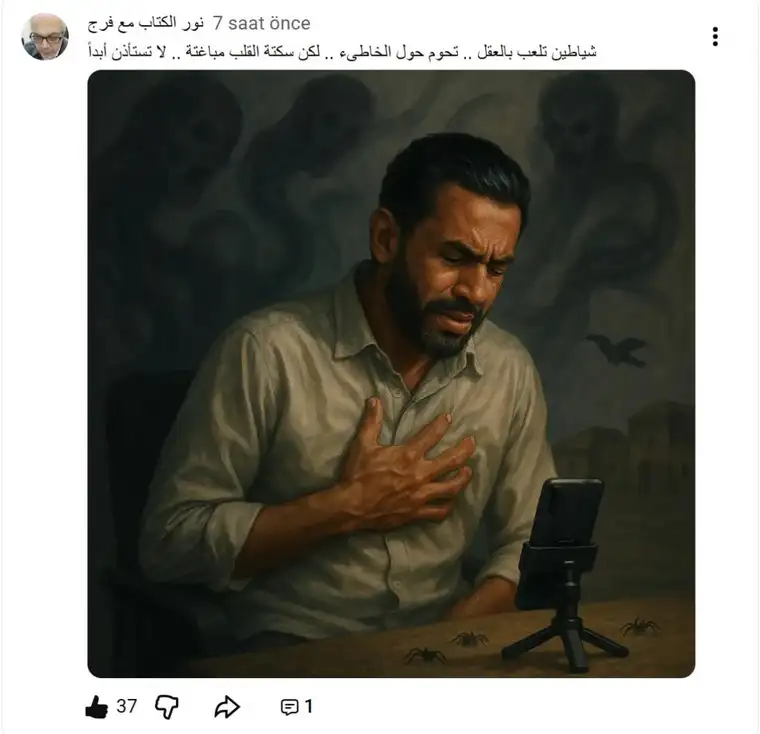 نور الكتاب مع فرج 7 saat önce
شياطين تلعب بالعقل .. تحوم حول الخاطىء .. لكن سكتة القلب مباغتة .. لا تستأذن أبداً
37 1